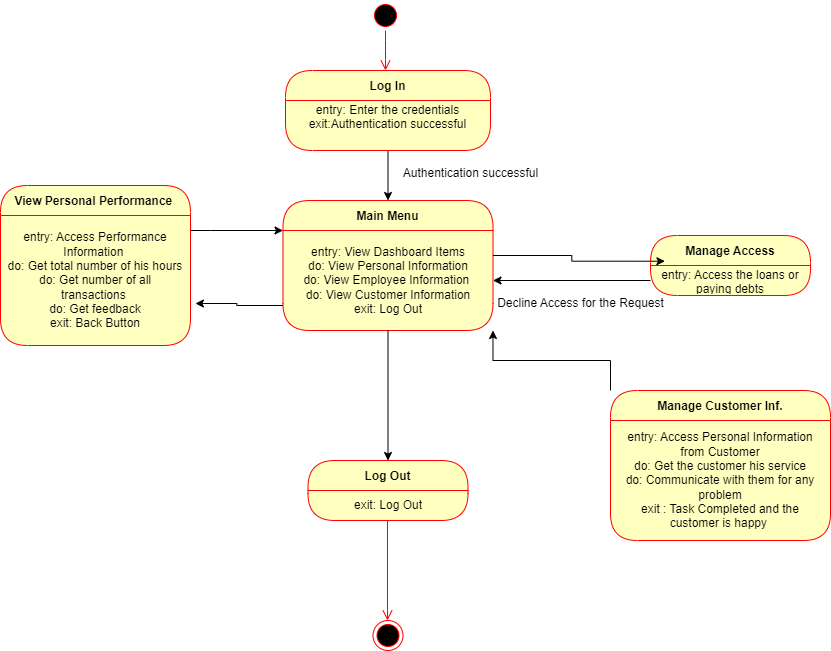 Log In
entry: Enter the credentials
exit:Authentication successful
Authentication successful
View Personal Performance
entry: Access Performance
Information
do: Get total number of his hours
do: Get number of all
transactions
do: Get feedback
exit: Back Button
Main Menu
entry: View Dashboard Items
do: View Personal Information
do: View Employee Information
do: View Customer Information
exit: Log Out
Manage Access
entry: Access the loans or
paying debts
Decline Access for the Request
Manage Customer Inf.
entry: Access Personal Information
from Customer
do: Get the customer his service
do: Communicate with them for any
problem
exit : Task Completed and the
customer is happy
Log Out
exit: Log Out